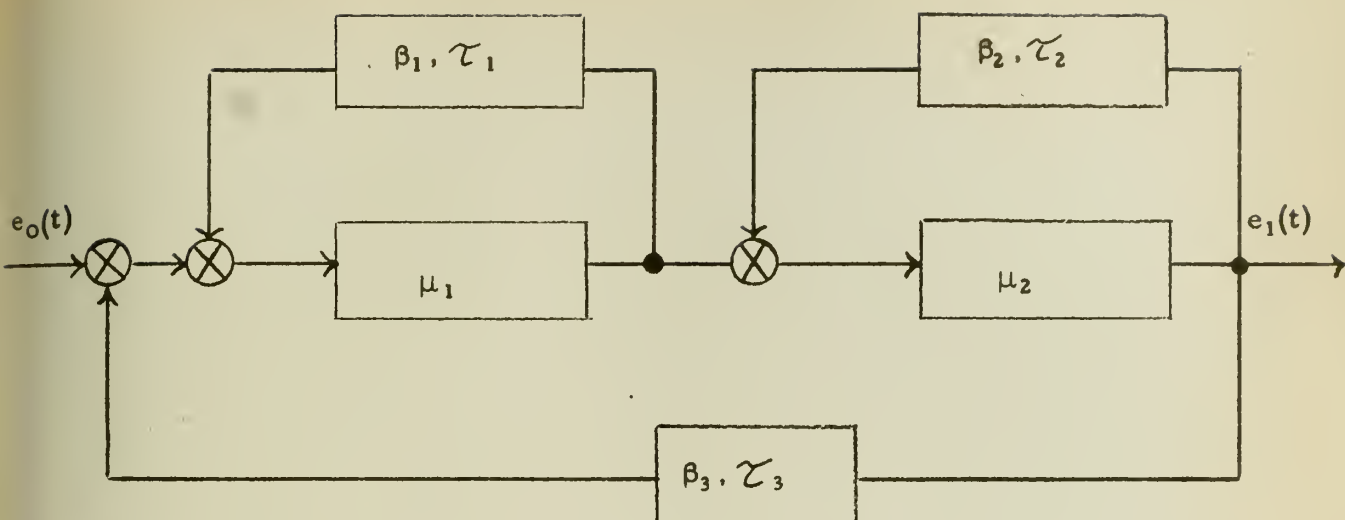 β₁, τ₁
β₂, τ₂
e₀(t)
μ₁
μ₂
e₁(t)
β₃, τ₃